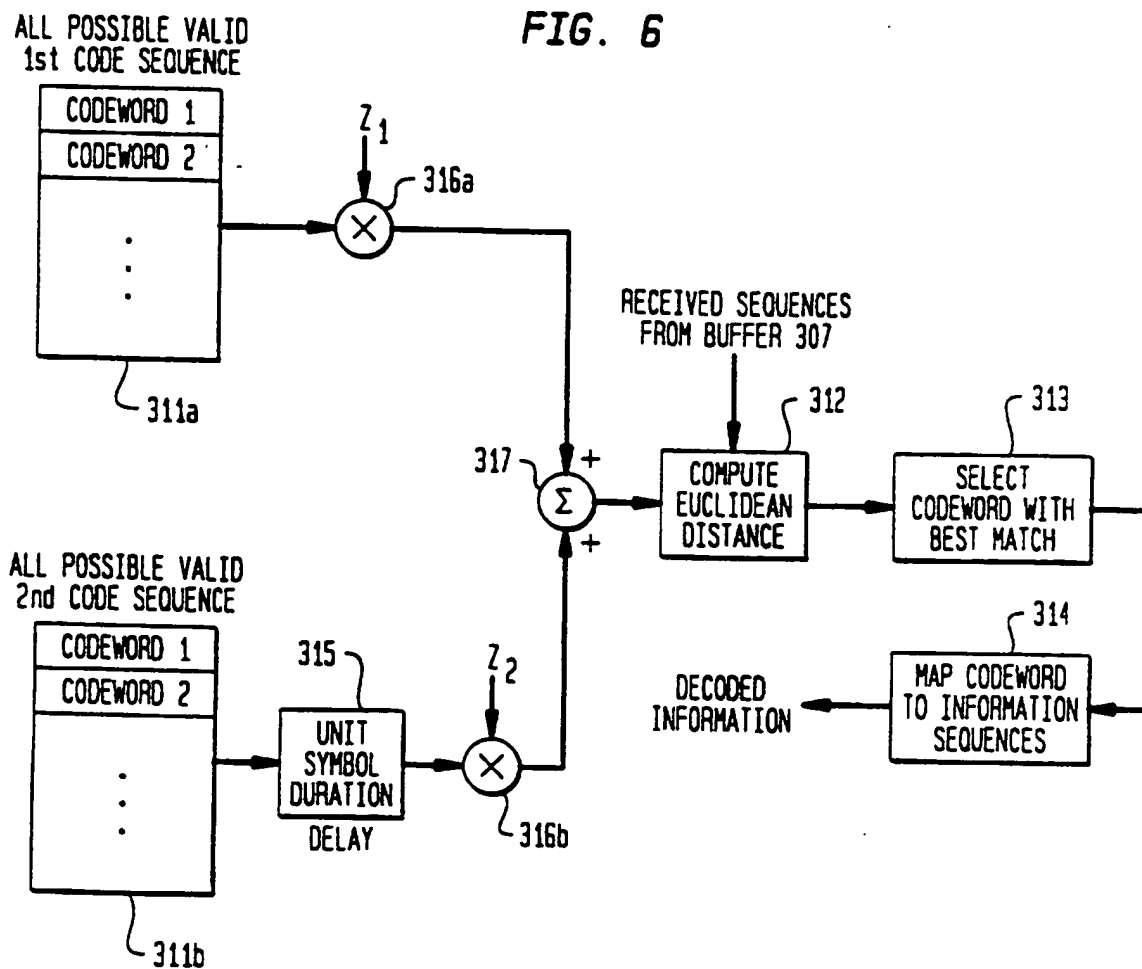 FIG. 6
ALL POSSIBLE VALID
1st CODE SEQUENCE
CODEWORD 1
CODEWORD 2
311a
Z1
316a
RECEIVED SEQUENCES
FROM BUFFER 307
317
+
Σ
+
312
COMPUTE
EUCLIDEAN
DISTANCE
313
SELECT
CODEWORD WITH
BEST MATCH
ALL POSSIBLE VALID
2nd CODE SEQUENCE
CODEWORD 1
CODEWORD 2
311b
315
UNIT
SYMBOL
DURATION
DELAY
Z2
316b
314
MAP CODEWORD
TO INFORMATION
SEQUENCES
DECODED
INFORMATION